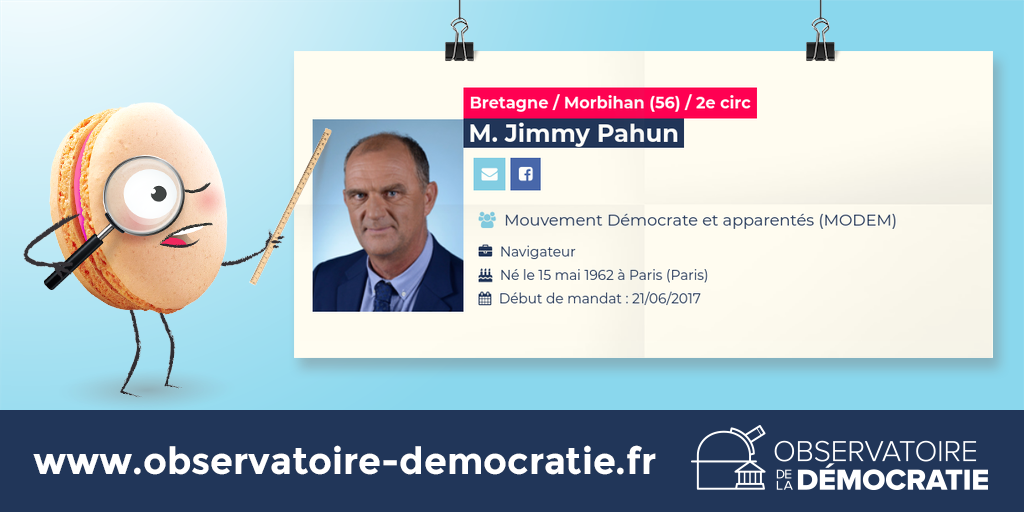 Bretagne / Morbihan (56) / 2e circ
M. Jimmy Pahun
Mouvement Démocrate et apparentés (MODEM)
Navigateur
Né le 15 mai 1962 à Paris (Paris)
Début de mandat : 21/06/2017
www.observatoire-democratie.fr
OBSERVATOIRE
DE LA DÉMOCRATIE